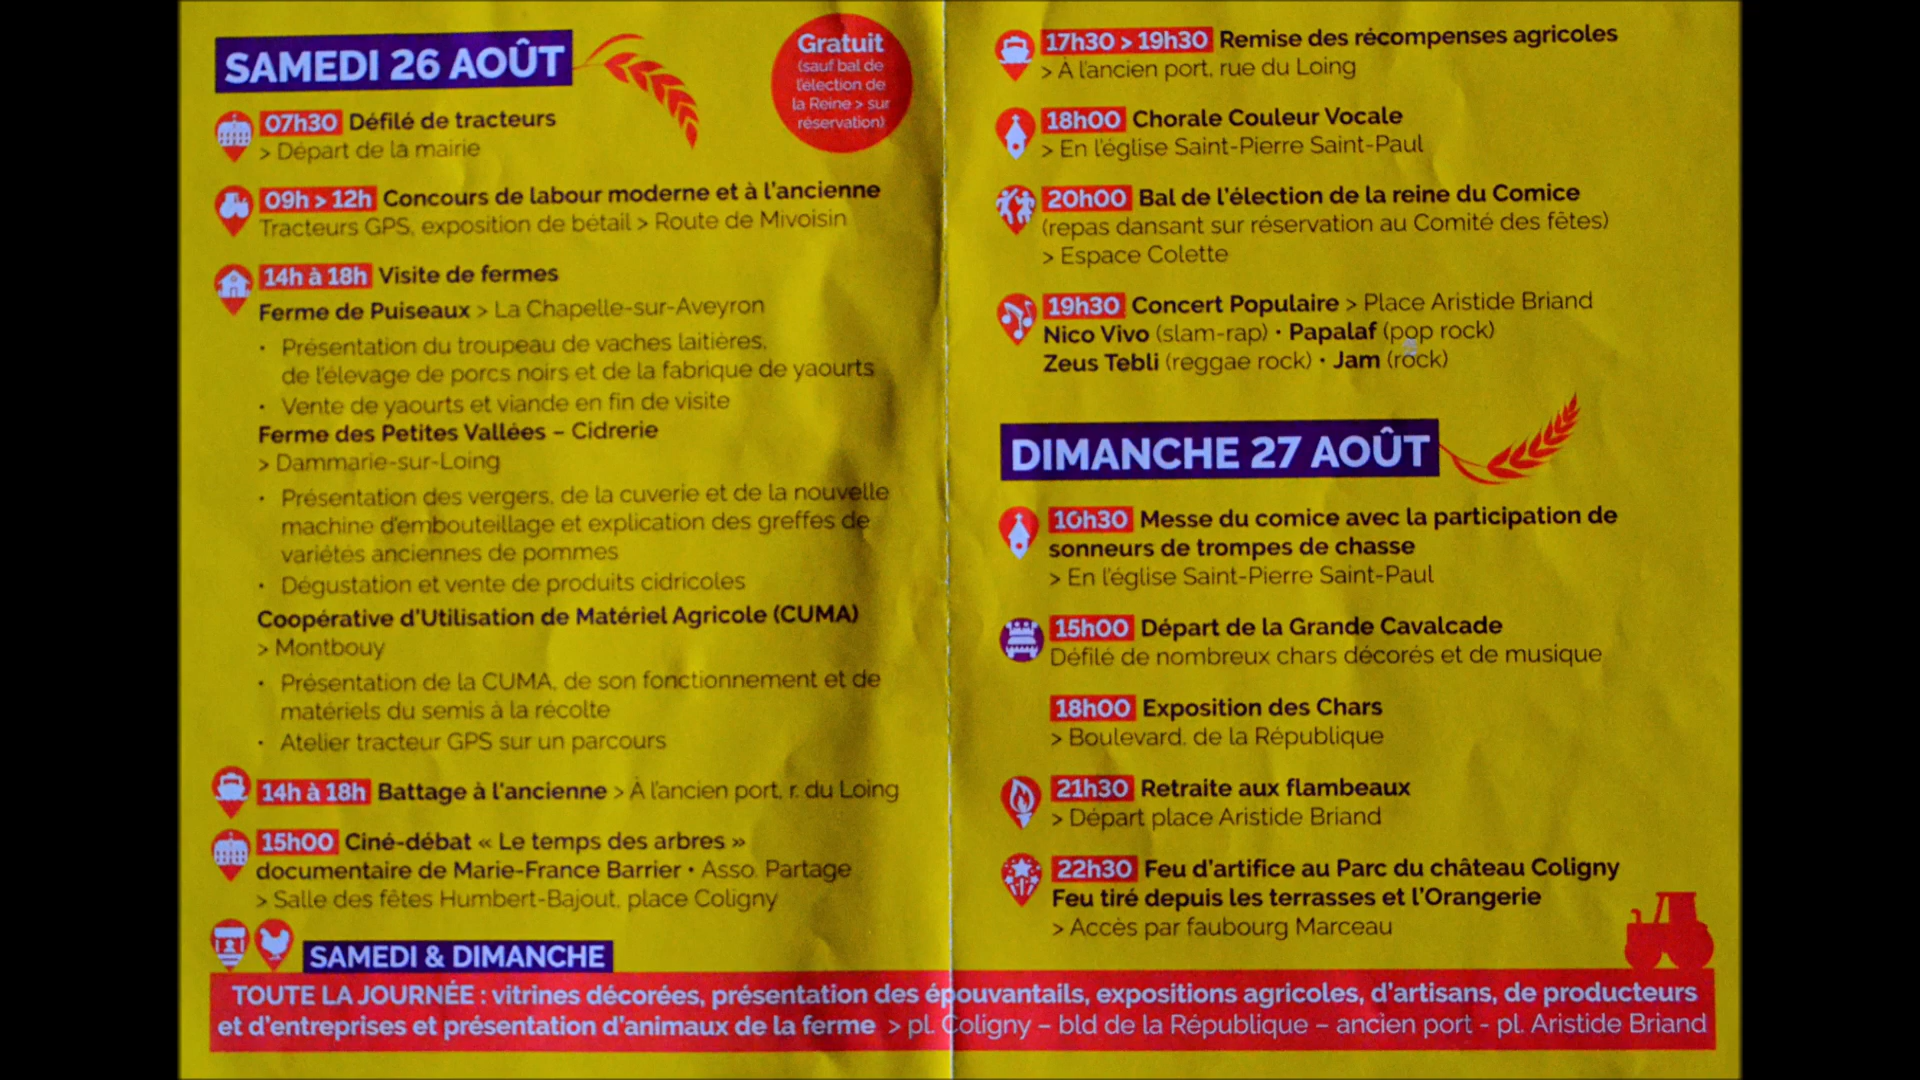 SAMEDI 26 AOÛT
Gratuit
(sauf bal de
l'élection de
la Reine > sur
réservation)
07h30 Défilé de tracteurs
> Départ de la mairie
09h > 12h Concours de labour moderne et à l'ancienne
Tracteurs GPS, exposition de bétail > Route de Mivoisin
14h à 18h Visite de fermes
Ferme de Puiseaux > La Chapelle-sur-Aveyron
• Présentation du troupeau de vaches laitières,
de l'élevage de porcs noirs et de la fabrique de yaourts
• Vente de yaourts et viande en fin de visite
Ferme des Petites Vallées – Cidrerie
> Dammarie-sur-Loing
• Présentation des vergers, de la cuverie et de la nouvelle
machine d'embouteillage et explication des greffes de
variétés anciennes de pommes
• Dégustation et vente de produits cidricoles
Coopérative d'Utilisation de Matériel Agricole (CUMA)
> Montbouy
• Présentation de la CUMA, de son fonctionnement et de
matériels du semis à la récolte
• Atelier tracteur GPS sur un parcours
14h à 18h Battage à l'ancienne > À l'ancien port, r. du Loing
15h00 Ciné-débat « Le temps des arbres »
documentaire de Marie-France Barrier • Asso. Partage
> Salle des fêtes Humbert-Bajout, place Coligny
17h30 > 19h30 Remise des récompenses agricoles
> À l'ancien port, rue du Loing
18h00 Chorale Couleur Vocale
> En l'église Saint-Pierre Saint-Paul
20h00 Bal de l'élection de la reine du Comice
(repas dansant sur réservation au Comité des fêtes)
> Espace Colette
19h30 Concert Populaire > Place Aristide Briand
Nico Vivo (slam-rap) • Papalaf (pop rock)
Zeus Tebli (reggae rock) • Jam (rock)
DIMANCHE 27 AOÛT
10h30 Messe du comice avec la participation de
sonneurs de trompes de chasse
> En l'église Saint-Pierre Saint-Paul
15h00 Départ de la Grande Cavalcade
Défilé de nombreux chars décorés et de musique
18h00 Exposition des Chars
> Boulevard. de la République
21h30 Retraite aux flambeaux
> Départ place Aristide Briand
22h30 Feu d'artifice au Parc du château Coligny
Feu tiré depuis les terrasses et l'Orangerie
> Accès par faubourg Marceau
SAMEDI & DIMANCHE
TOUTE LA JOURNÉE : vitrines décorées, présentation des épouvantails, expositions agricoles, d'artisans, de producteurs
et d'entreprises et présentation d'animaux de la ferme > pl. Coligny – bld de la République – ancien port - pl. Aristide Briand